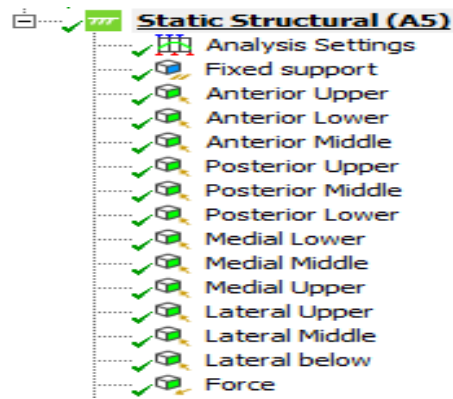 Static Structural (A5)
Analysis Settings
Fixed support
Anterior Upper
Anterior Lower
Anterior Middle
Posterior Upper
Posterior Middle
Posterior Lower
Medial Lower
Medial Middle
Medial Upper
Lateral Upper
Lateral Middle
Lateral below
Force